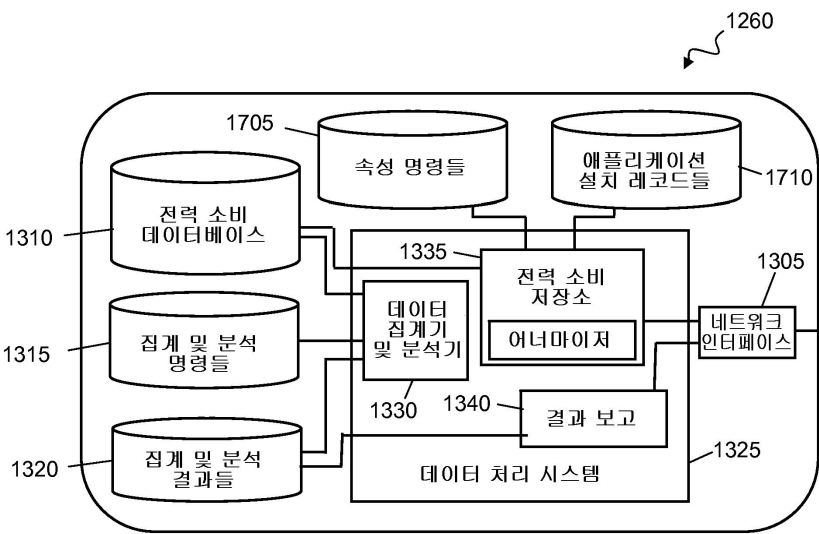 1260
1705
속성 명령들
애플리케이션
설치 레코드들
1710
1310
전력 소비
데이터베이스
1335
전력 소비
저장소
어너마이저
1305
네트워크
인터페이스
데이터
집계기
및 분석기
1315
집계 및 분석
명령들
1330
1340
결과 보고
1320
집계 및 분석
결과들
데이터 처리 시스템
1325